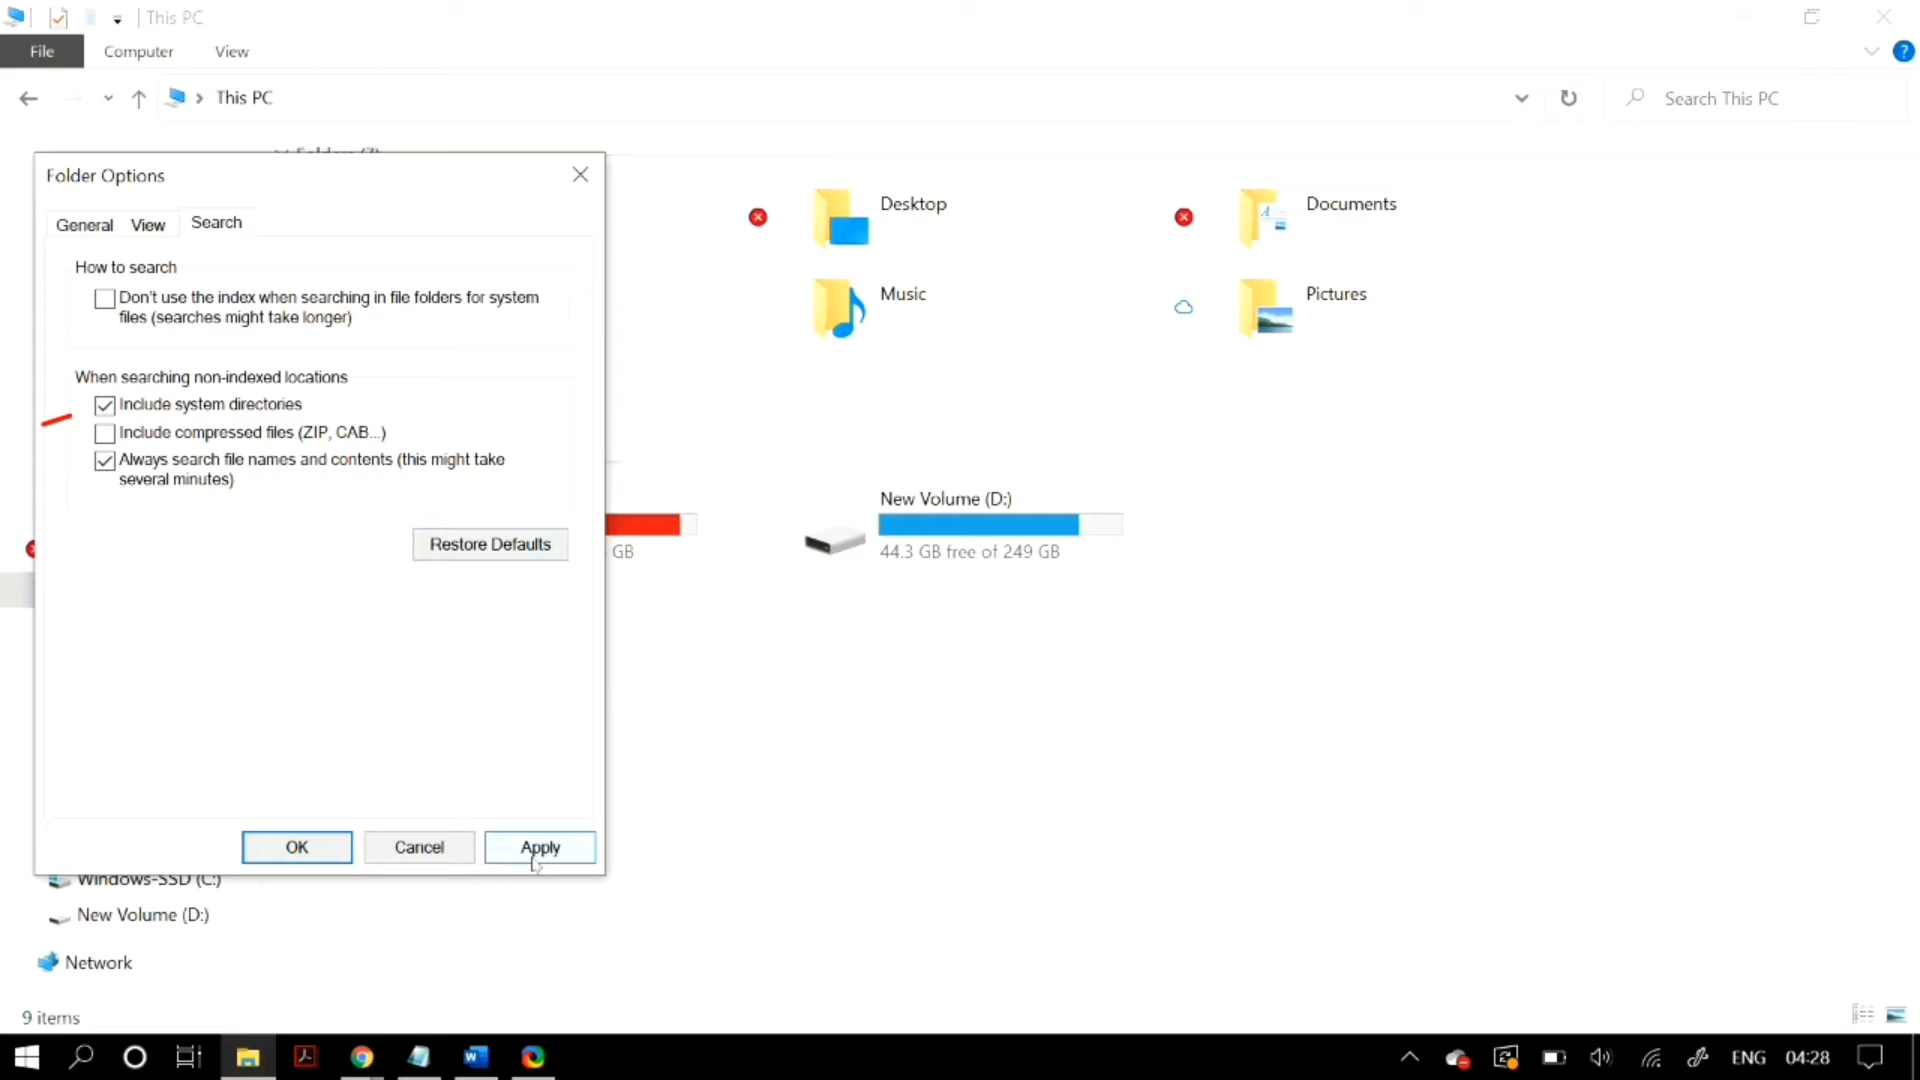 This PC
File
Computer
View
This PC
Search This PC
Folder Options
General
View
Search
How to search
Don't use the index when searching in file folders for system
files (searches might take longer)
When searching non-indexed locations
Include system directories
Include compressed files (ZIP, CAB...)
Always search file names and contents (this might take
several minutes)
Restore Defaults
OK
Cancel
Apply
Folders (7)
Desktop
Documents
Music
Pictures
GB
New Volume (D:)
44.3 GB free of 249 GB
Windows-SSD (C:)
New Volume (D:)
Network
9 items
ENG
04:28